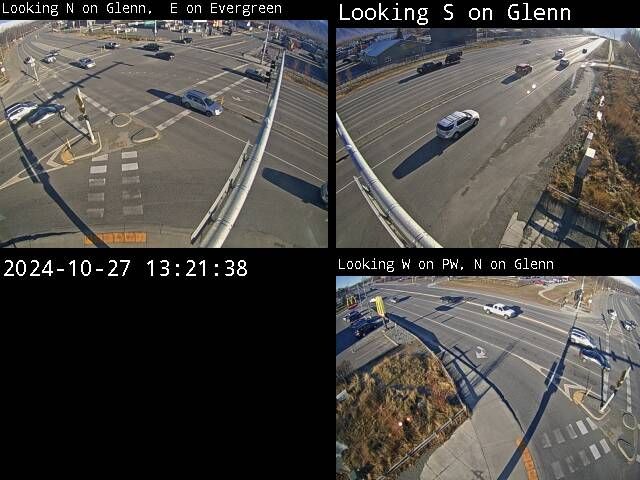 Looking N on Glenn, E on Evergreen
Looking S on Glenn
2024-10-27 13:21:38
Looking W on PW, N on Glenn